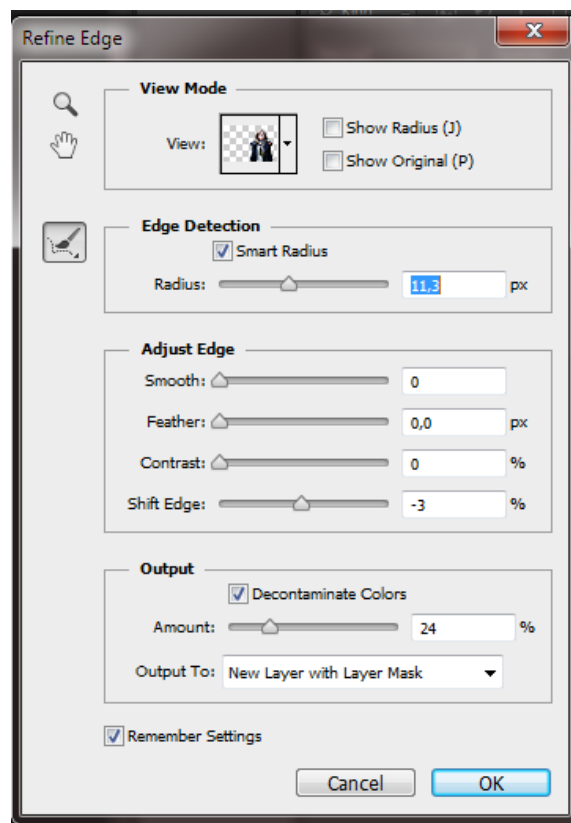 Refine Edge
View Mode
View:
Show Radius (J)
Show Original (P)
Edge Detection
Smart Radius
Radius: 11,3 px
Adjust Edge
Smooth: 0
Feather: 0,0 px
Contrast: 0 %
Shift Edge: -3 %
Output
Decontaminate Colors
Amount: 24 %
Output To: New Layer with Layer Mask
Remember Settings
Cancel OK